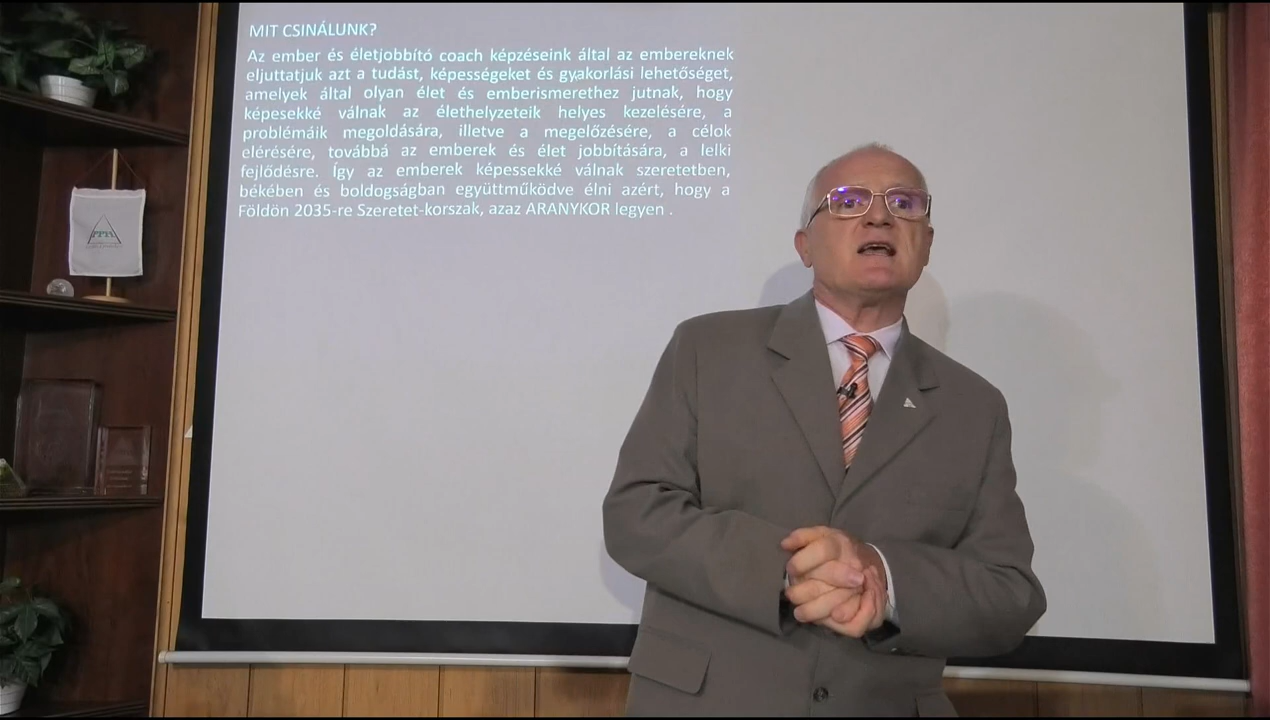 MIT CSINÁLUNK?
Az ember és életjobbító coach képzéseink által az embereknek
eljuttatjuk azt a tudást, képességeket és gyakorlási lehetőséget,
amelyek által olyan élet és emberismerethez jutnak, hogy
képesekké válnak az élethelyzeteik helyes kezelésére, a
problémáik megoldására, illetve a megelőzésére, a célok
elérésére, továbbá az emberek és élet jobbítására, a lelki
fejlődésre. Így az emberek képessekké válnak szeretetben,
békében és boldogságban együttműködve élni azért, hogy a
Földön 2035-re Szeretet-korszak, azaz ARANYKOR legyen .